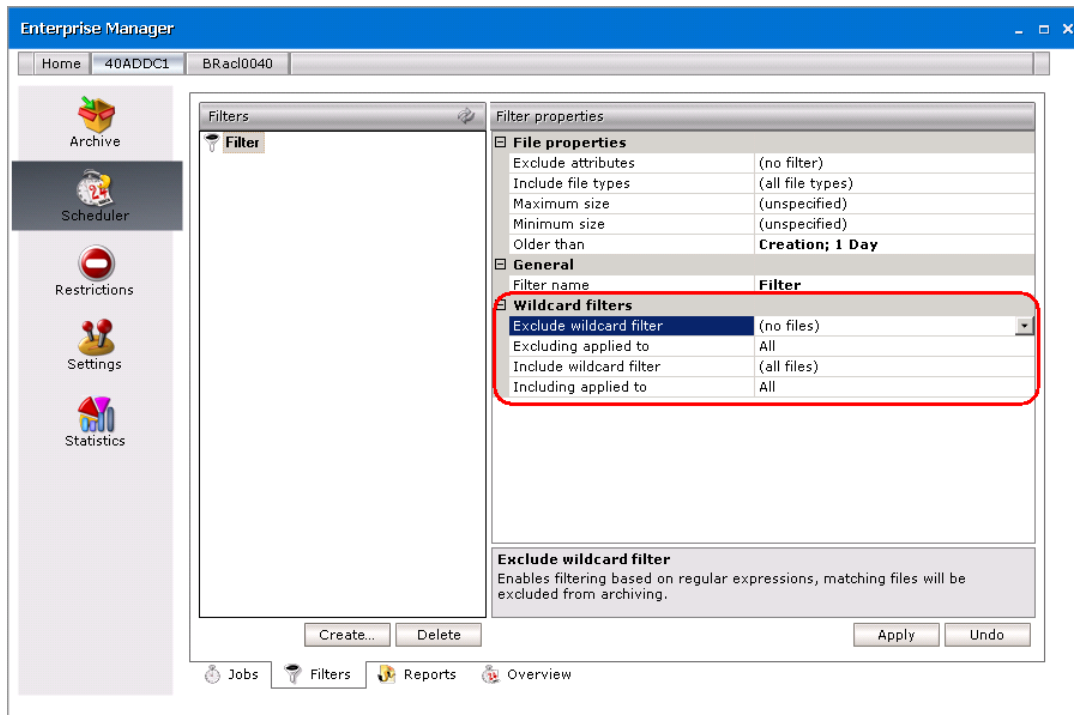 Enterprise Manager
Home 40ADDC1 BRacl0040
Archive
Scheduler
Restrictions
Settings
Statistics
Filters
Filter
Filter properties
File properties
Exclude attributes (no filter)
Include file types (all file types)
Maximum size (unspecified)
Minimum size (unspecified)
Older than Creation; 1 Day
General
Filter name Filter
Wildcard filters
Exclude wildcard filter (no files)
Excluding applied to All
Include wildcard filter (all files)
Including applied to All
Exclude wildcard filter
Enables filtering based on regular expressions, matching files will be
excluded from archiving.
Create... Delete
Apply Undo
Jobs Filters Reports Overview